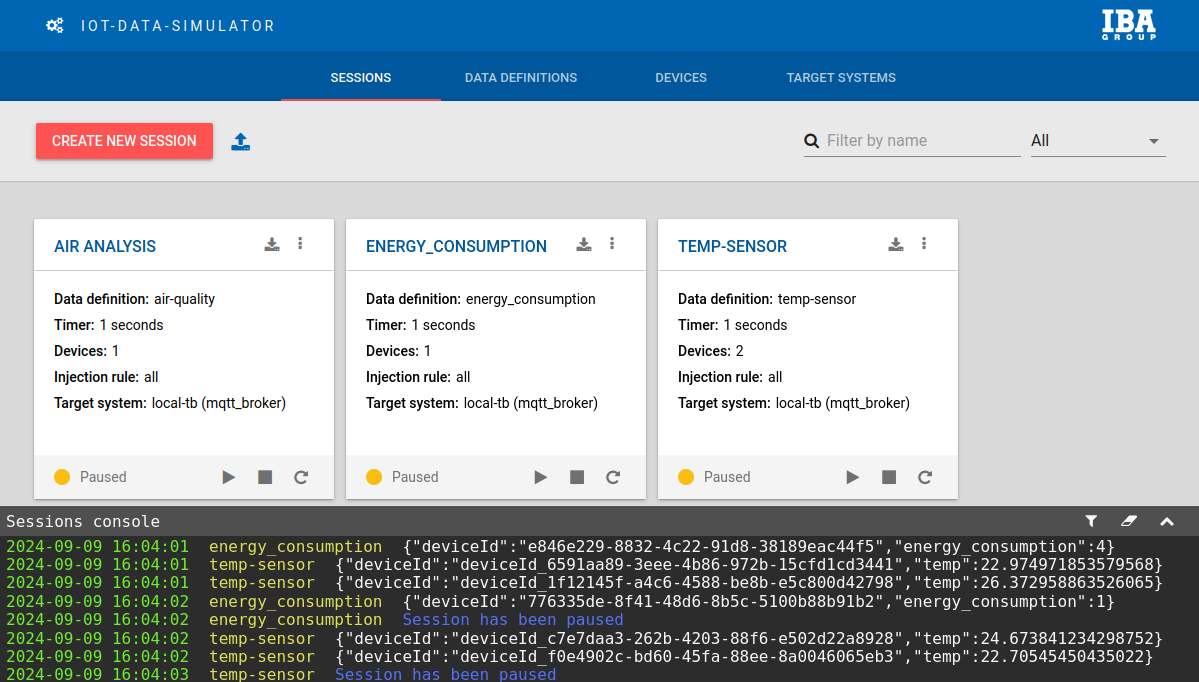 IOT-DATA-SIMULATOR
IBA
GROUP
SESSIONS DATA DEFINITIONS DEVICES TARGET SYSTEMS
CREATE NEW SESSION
Filter by name
All
AIR ANALYSIS
Data definition: air-quality
Timer: 1 seconds
Devices: 1
Injection rule: all
Target system: local-tb (mqtt_broker)
Paused
ENERGY_CONSUMPTION
Data definition: energy_consumption
Timer: 1 seconds
Devices: 1
Injection rule: all
Target system: local-tb (mqtt_broker)
Paused
TEMP-SENSOR
Data definition: temp-sensor
Timer: 1 seconds
Devices: 2
Injection rule: all
Target system: local-tb (mqtt_broker)
Paused
Sessions console
2024-09-09 16:04:01 energy_consumption {"deviceId":"e846e229-8832-4c22-91d8-38189eac44f5","energy_consumption":4}
2024-09-09 16:04:01 temp-sensor {"deviceId":"deviceId_6591aa89-3eee-4b86-972b-15cfd1cd3441","temp":22.974971853579568}
2024-09-09 16:04:01 temp-sensor {"deviceId":"deviceId_1f12145f-a4c6-4588-be8b-e5c800d42798","temp":26.372958863526065}
2024-09-09 16:04:02 energy_consumption {"deviceId":"776335de-8f41-48d6-8b5c-5100b88b91b2","energy_consumption":1}
2024-09-09 16:04:02 energy_consumption Session has been paused
2024-09-09 16:04:02 temp-sensor {"deviceId":"deviceId_c7e7daa3-262b-4203-88f6-e502d22a8928","temp":24.673841234298752}
2024-09-09 16:04:02 temp-sensor {"deviceId":"deviceId_f0e4902c-bd60-45fa-88ee-8a0046065eb3","temp":22.70545450435022}
2024-09-09 16:04:03 temp-sensor Session has been paused